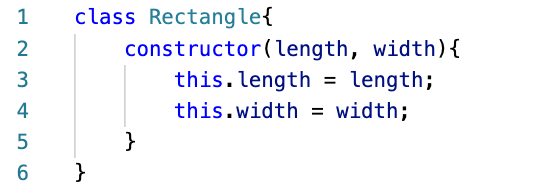 1 class Rectangle{
2     constructor(length, width){
3         this.length = length;
4         this.width = width;
5     }
6 }